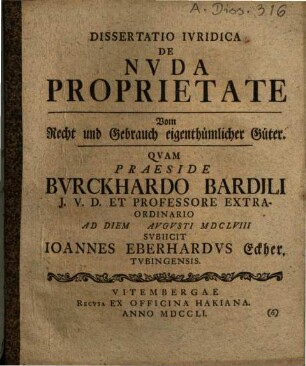 A. Diss. 316
DISSERTATIO IVRIDICA
DE
NVDA
PROPRIETATE
Vom
Recht und Gebrauch eigenthümlicher Güter.
QVAM
PRAESIDE
BVRCKHARDO BARDILI
J. V. D. ET PROFESSORE EXTRA-
ORDINARIO
AD DIEM AVGVSTI MDCLVIII
SVBIICIT
IOANNES EBERHARDVS Eckher,
TVBINGENSIS.
VITEMBERGAE
RECVSA EX OFFICINA HAKIANA.
ANNO MDCCLI.
(6)